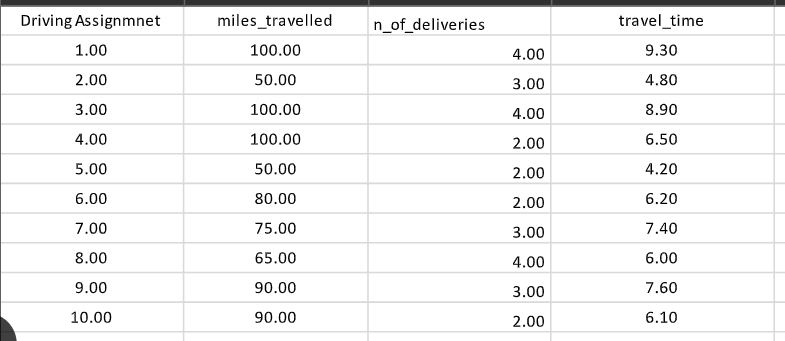 Driving Assignmnet miles_travelled n_of_deliveries travel_time
1.00 100.00 4.00 9.30
2.00 50.00 3.00 4.80
3.00 100.00 4.00 8.90
4.00 100.00 2.00 6.50
5.00 50.00 2.00 4.20
6.00 80.00 2.00 6.20
7.00 75.00 3.00 7.40
8.00 65.00 4.00 6.00
9.00 90.00 3.00 7.60
10.00 90.00 2.00 6.10